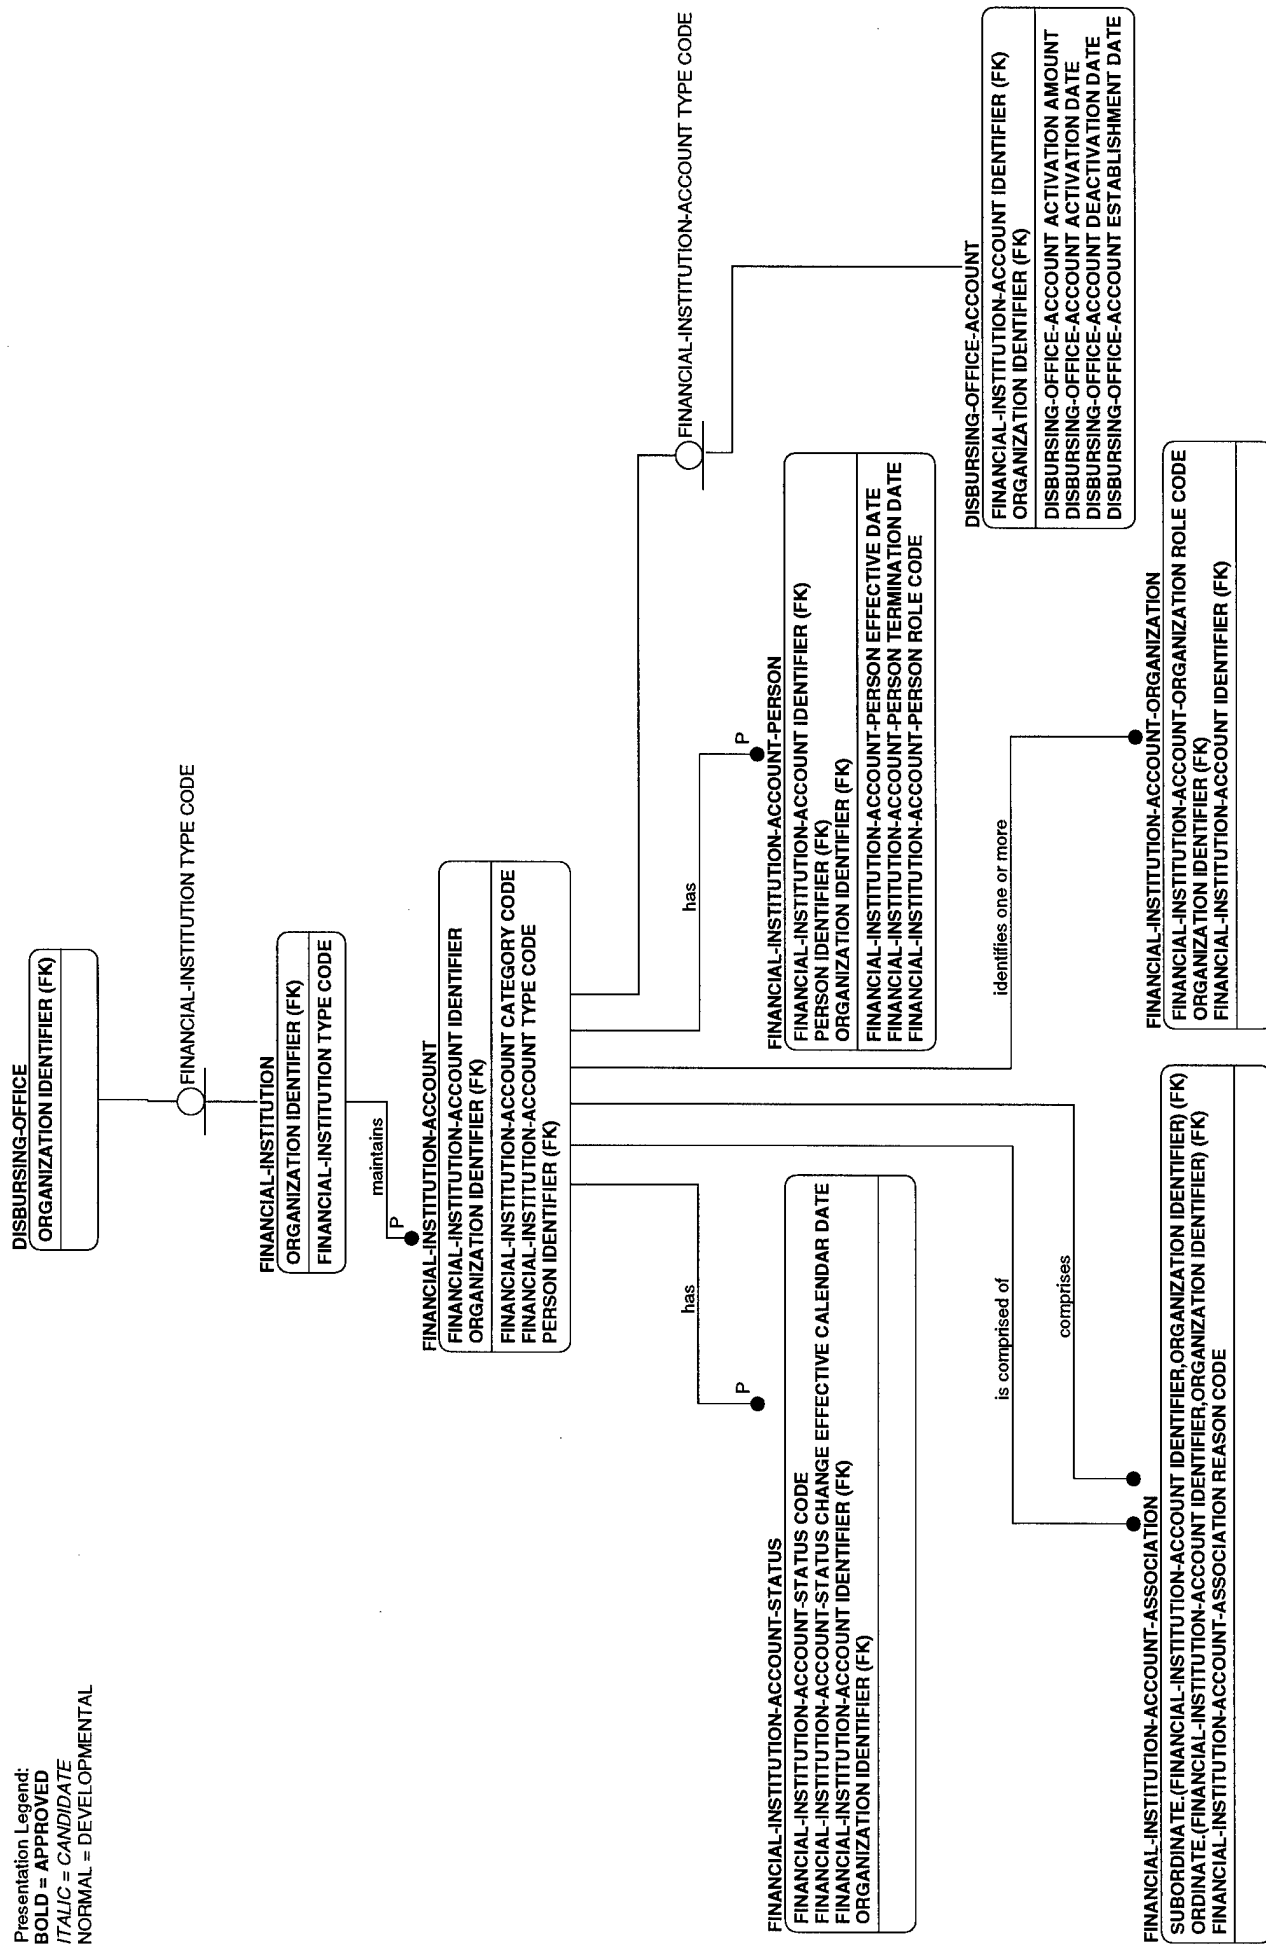 Presentation Legend:
BOLD = APPROVED
ITALIC = CANDIDATE
NORMAL = DEVELOPMENTAL
DISBURSING-OFFICE
ORGANIZATION IDENTIFIER (FK)
FINANCIAL-INSTITUTION TYPE CODE
FINANCIAL-INSTITUTION
ORGANIZATION IDENTIFIER (FK)
FINANCIAL-INSTITUTION TYPE CODE
maintains
P
FINANCIAL-INSTITUTION-ACCOUNT
FINANCIAL-INSTITUTION-ACCOUNT IDENTIFIER
ORGANIZATION IDENTIFIER (FK)
FINANCIAL-INSTITUTION-ACCOUNT CATEGORY CODE
FINANCIAL-INSTITUTION-ACCOUNT TYPE CODE
PERSON IDENTIFIER (FK)
FINANCIAL-INSTITUTION-ACCOUNT TYPE CODE
has
P
has
P
FINANCIAL-INSTITUTION-ACCOUNT-STATUS
FINANCIAL-INSTITUTION-ACCOUNT-STATUS CODE
FINANCIAL-INSTITUTION-ACCOUNT-STATUS CHANGE EFFECTIVE CALENDAR DATE
FINANCIAL-INSTITUTION-ACCOUNT IDENTIFIER (FK)
ORGANIZATION IDENTIFIER (FK)
FINANCIAL-INSTITUTION-ACCOUNT-PERSON
FINANCIAL-INSTITUTION-ACCOUNT IDENTIFIER (FK)
PERSON IDENTIFIER (FK)
ORGANIZATION IDENTIFIER (FK)
FINANCIAL-INSTITUTION-ACCOUNT-PERSON EFFECTIVE DATE
FINANCIAL-INSTITUTION-ACCOUNT-PERSON TERMINATION DATE
FINANCIAL-INSTITUTION-ACCOUNT-PERSON ROLE CODE
DISBURSING-OFFICE-ACCOUNT
FINANCIAL-INSTITUTION-ACCOUNT IDENTIFIER (FK)
ORGANIZATION IDENTIFIER (FK)
DISBURSING-OFFICE-ACCOUNT ACTIVATION AMOUNT
DISBURSING-OFFICE-ACCOUNT ACTIVATION DATE
DISBURSING-OFFICE-ACCOUNT DEACTIVATION DATE
DISBURSING-OFFICE-ACCOUNT ESTABLISHMENT DATE
is comprised of
comprises
identifies one or more
FINANCIAL-INSTITUTION-ACCOUNT-ASSOCIATION
SUBORDINATE.(FINANCIAL-INSTITUTION-ACCOUNT IDENTIFIER,ORGANIZATION IDENTIFIER) (FK)
ORDINATE.(FINANCIAL-INSTITUTION-ACCOUNT IDENTIFIER,ORGANIZATION IDENTIFIER) (FK)
FINANCIAL-INSTITUTION-ACCOUNT-ASSOCIATION REASON CODE
FINANCIAL-INSTITUTION-ACCOUNT-ORGANIZATION
FINANCIAL-INSTITUTION-ACCOUNT-ORGANIZATION ROLE CODE
ORGANIZATION IDENTIFIER (FK)
FINANCIAL-INSTITUTION-ACCOUNT IDENTIFIER (FK)